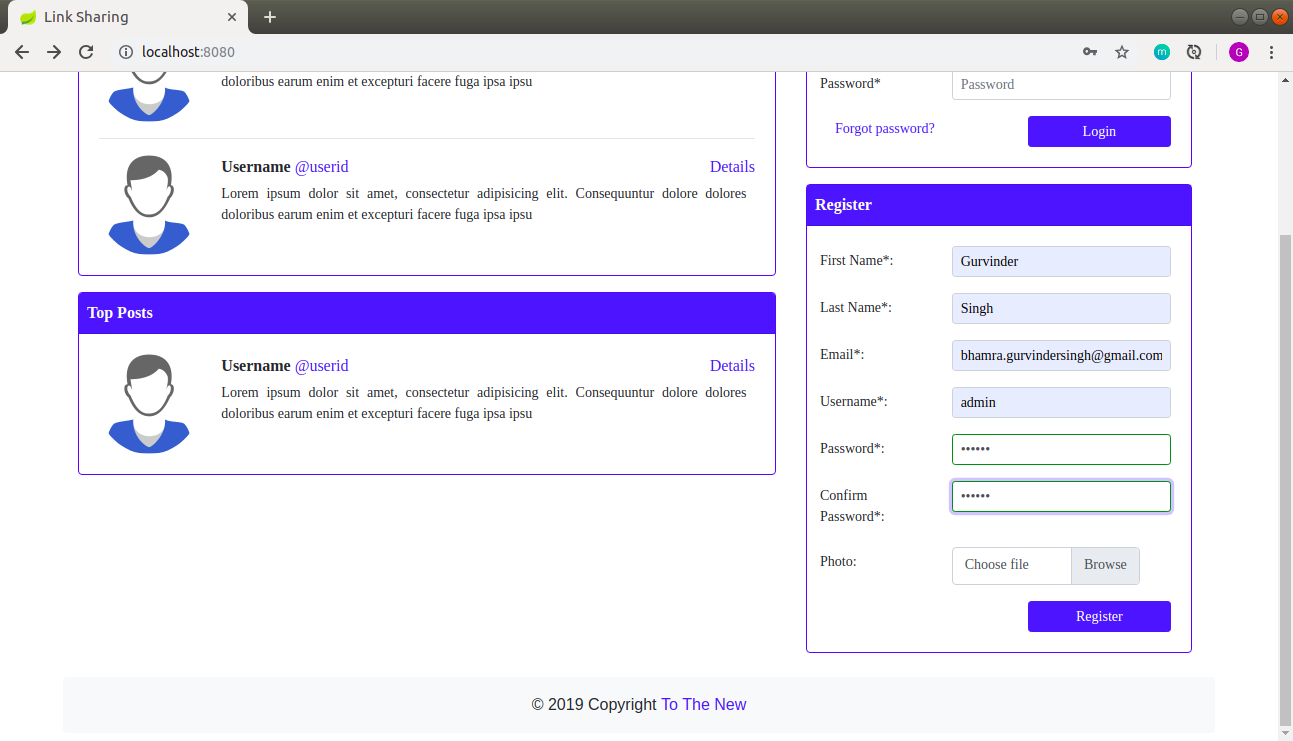 Link Sharing
localhost:8080
m
G
doloribus earum enim et excepturi facere fuga ipsa ipsu
Username @userid Details
Lorem ipsum dolor sit amet, consectetur adipisicing elit. Consequuntur dolore dolores
doloribus earum enim et excepturi facere fuga ipsa ipsu
Top Posts
Username @userid Details
Lorem ipsum dolor sit amet, consectetur adipisicing elit. Consequuntur dolore dolores
doloribus earum enim et excepturi facere fuga ipsa ipsu
Password* Password
Forgot password? Login
Register
First Name*: Gurvinder
Last Name*: Singh
Email*: bhamra.gurvindersingh@gmail.com
Username*: admin
Password*: ••••••
Confirm ••••••
Password*:
Photo: Choose file Browse
Register
© 2019 Copyright To The New